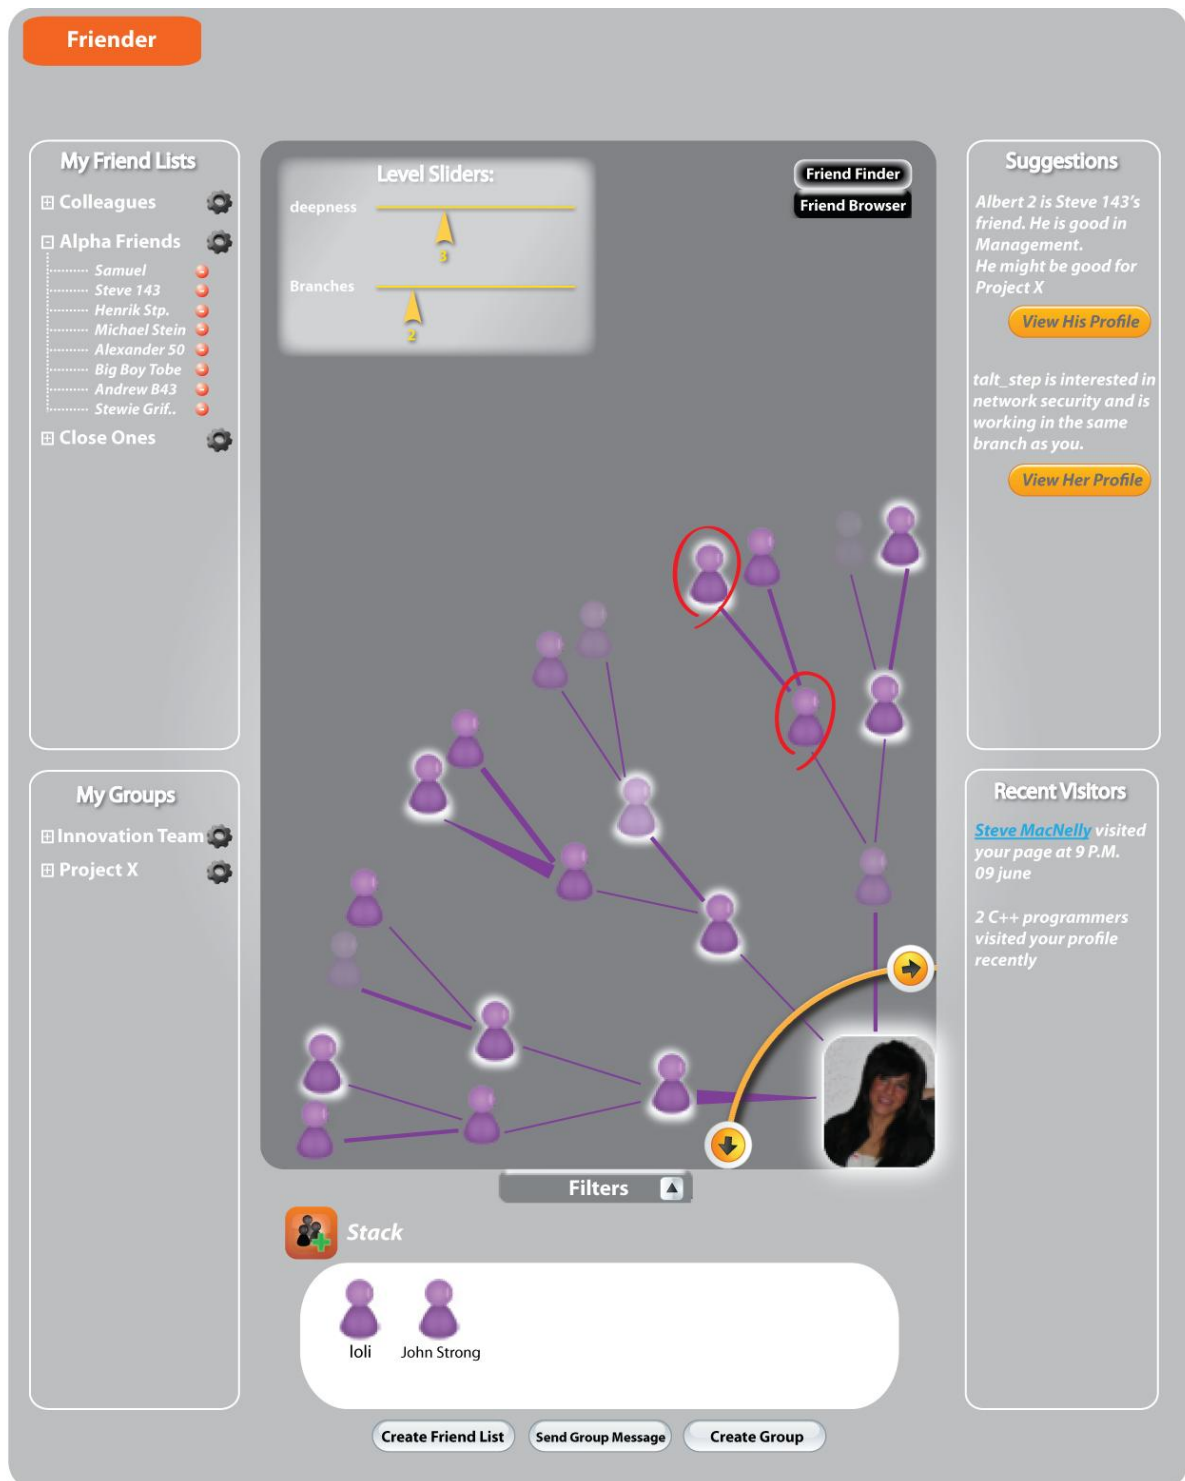 Friender
My Friend Lists
Colleagues
Alpha Friends
Samuel
Steve 143
Henrik Stp.
Michael Stein
Alexander 50
Big Boy Tobe
Andrew B43
Stewie Grif..
Close Ones
My Groups
Innovation Team
Project X
Level Sliders:
deepness
3
Branches
2
Friend Finder
Friend Browser
Suggestions
Albert 2 is Steve 143's
friend. He is good in
Management.
He might be good for
Project X
View His Profile
talt_step is interested in
network security and is
working in the same
branch as you.
View Her Profile
Recent Visitors
Steve MacNelly visited
your page at 9 P.M.
09 june
2 C++ programmers
visited your profile
recently
Filters
Stack
loli
John Strong
Create Friend List
Send Group Message
Create Group